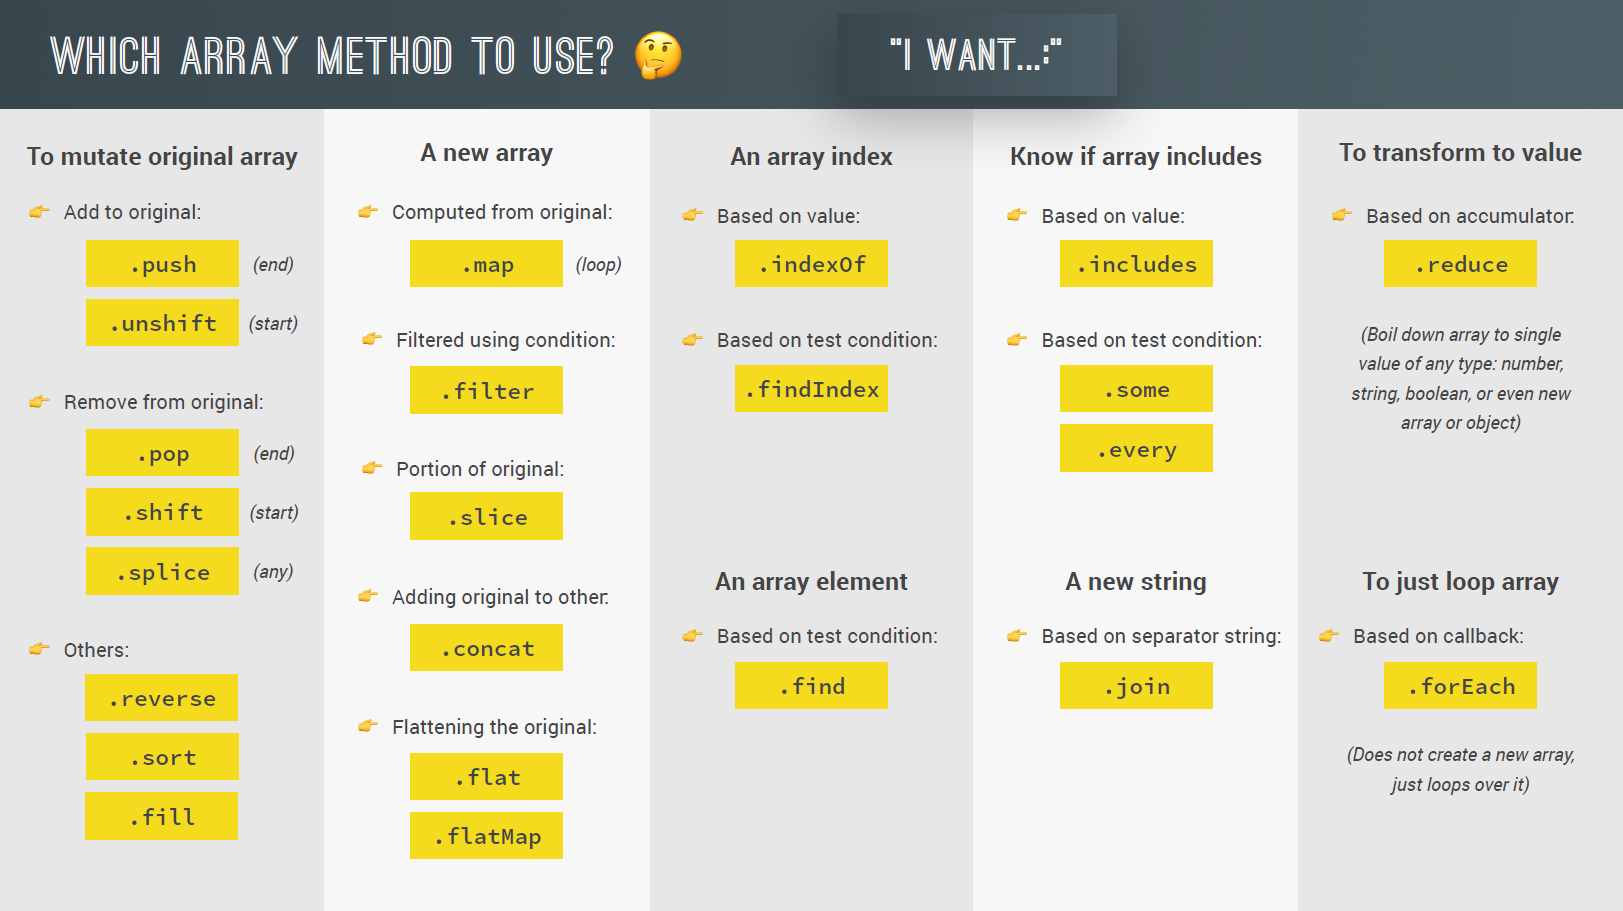 WHICH ARRAY METHOD TO USE? 🤔
"I WANT...:"
To mutate original array
👉 Add to original:
.push (end)
.unshift (start)
👉 Remove from original:
.pop (end)
.shift (start)
.splice (any)
👉 Others:
.reverse
.sort
.fill
A new array
👉 Computed from original:
.map (loop)
👉 Filtered using condition:
.filter
👉 Portion of original:
.slice
👉 Adding original to other:
.concat
👉 Flattening the original:
.flat
.flatMap
An array index
👉 Based on value:
.indexOf
👉 Based on test condition:
.findIndex
An array element
👉 Based on test condition:
.find
Know if array includes
👉 Based on value:
.includes
👉 Based on test condition:
.some
.every
A new string
👉 Based on separator string:
.join
To transform to value
👉 Based on accumulator:
.reduce
(Boil down array to single
value of any type: number,
string, boolean, or even new
array or object)
To just loop array
👉 Based on callback:
.forEach
(Does not create a new array,
just loops over it)